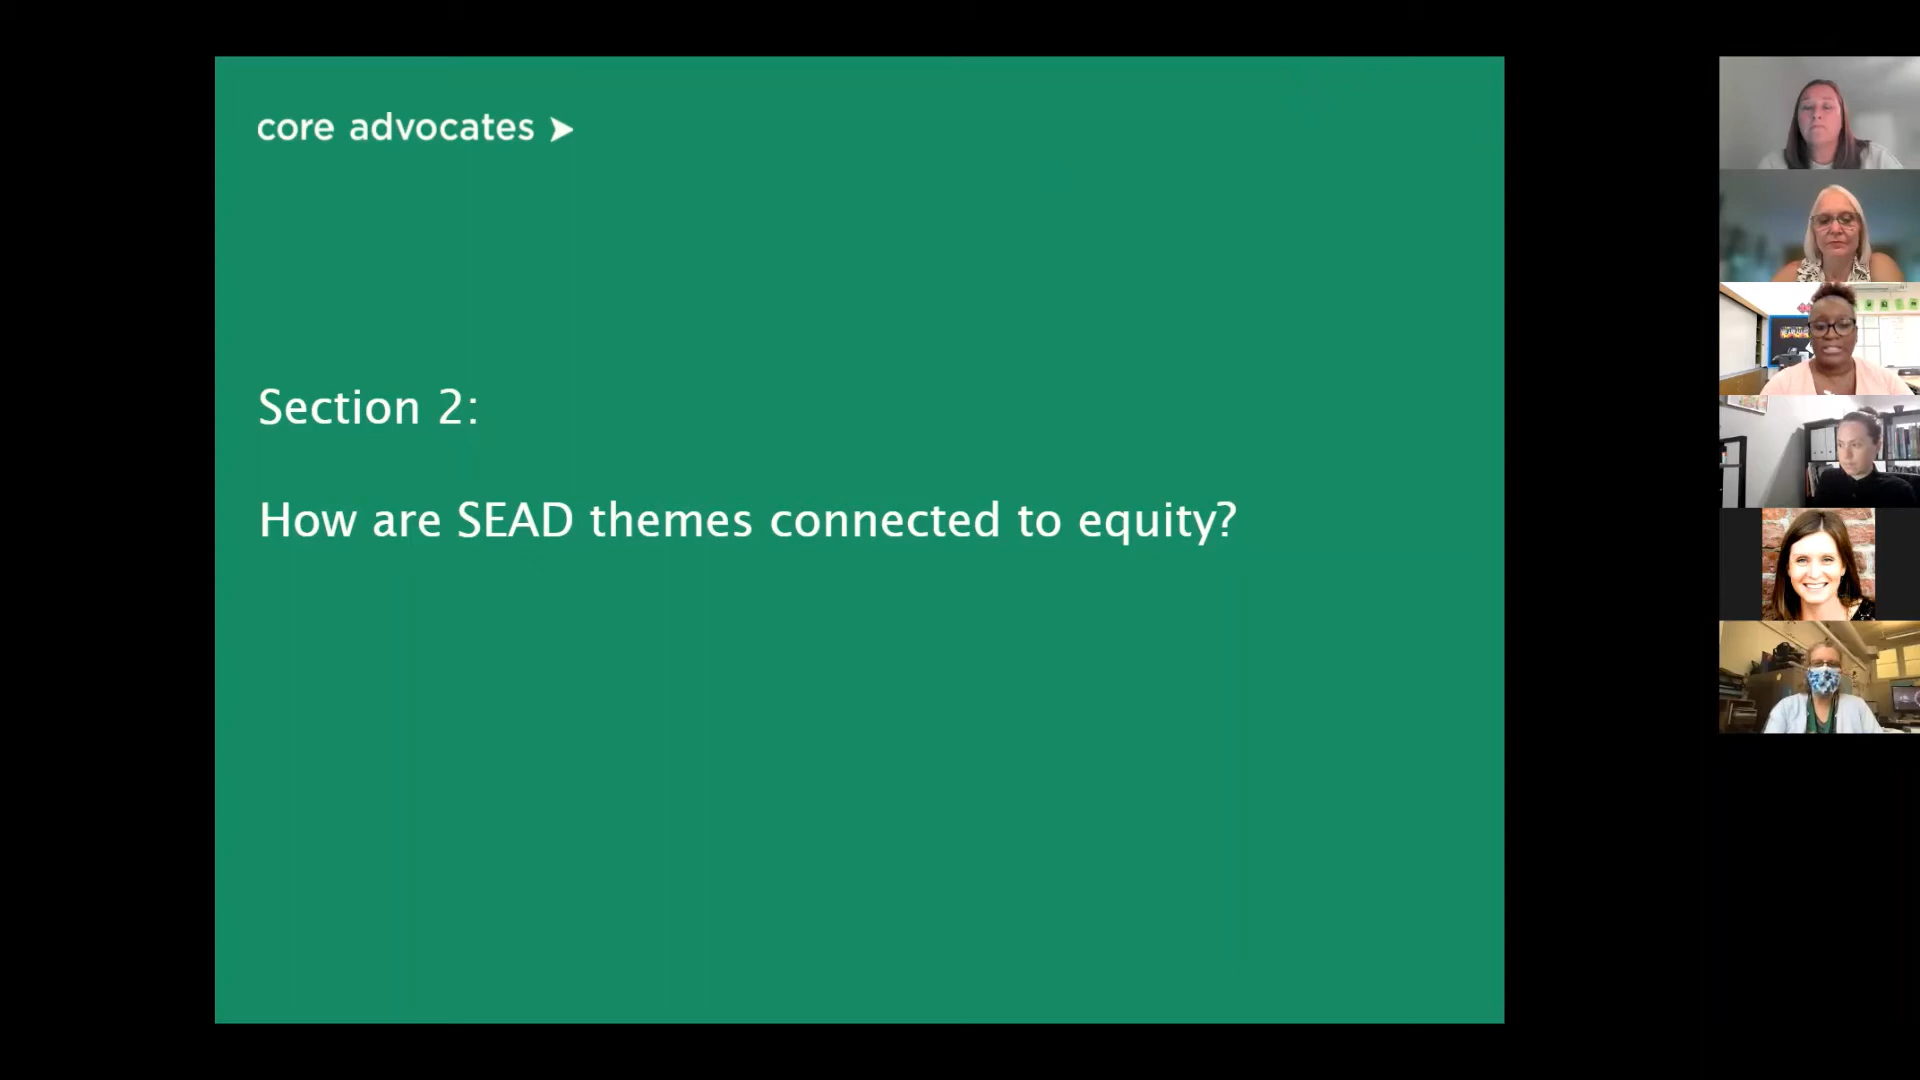 core advocates
Section 2:
How are SEAD themes connected to equity?